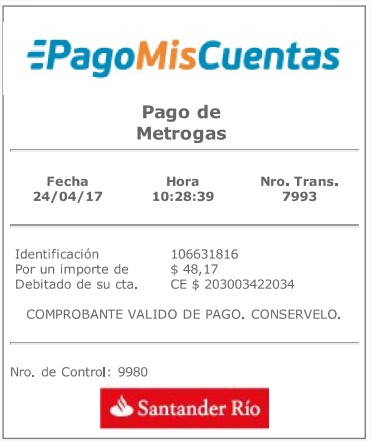 PagoMisCuentas
Pago de
Metrogas
Fecha Hora Nro. Trans.
24/04/17 10:28:39 7993
Identificación 106631816
Por un importe de $ 48,17
Debitado de su cta. CE $ 203003422034
COMPROBANTE VALIDO DE PAGO. CONSERVELO.
Nro. de Control: 9980
Santander Río